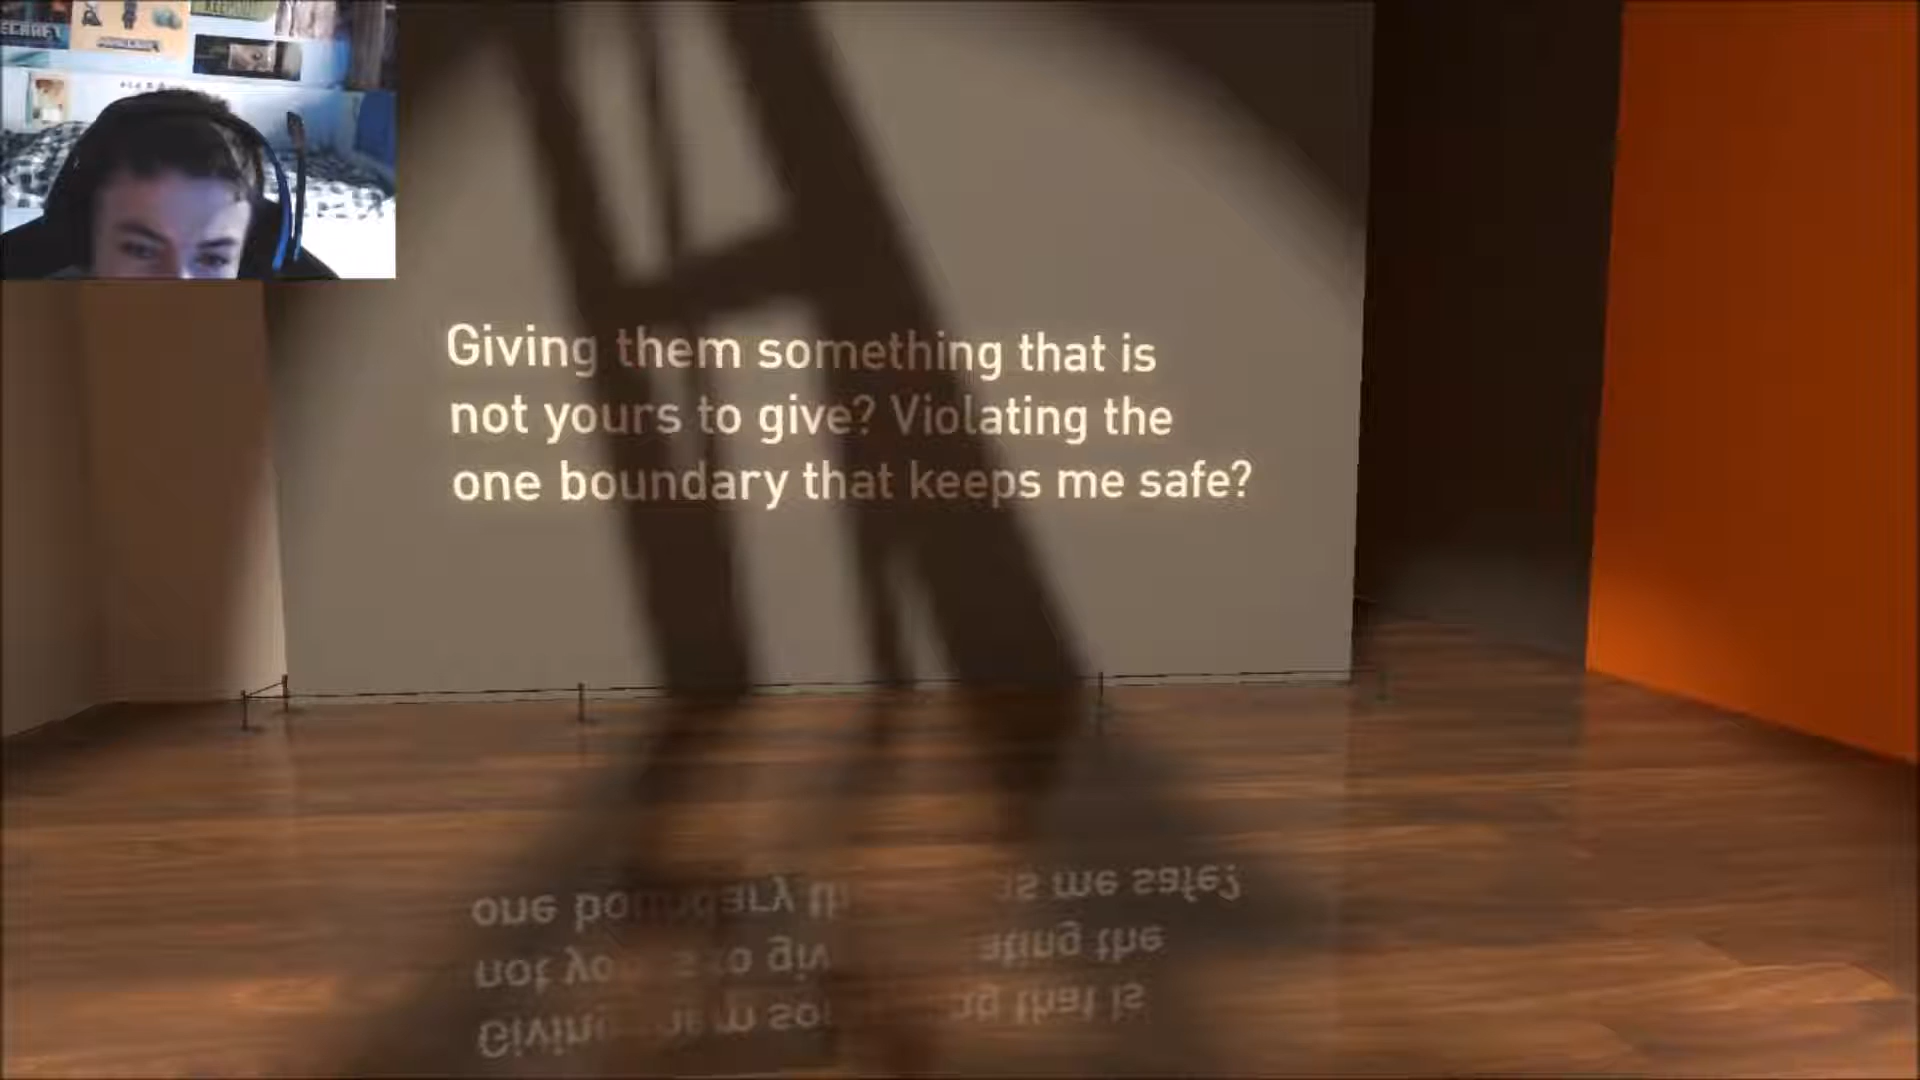 Giving them something that is
not yours to give? Violating the
one boundary that keeps me safe?